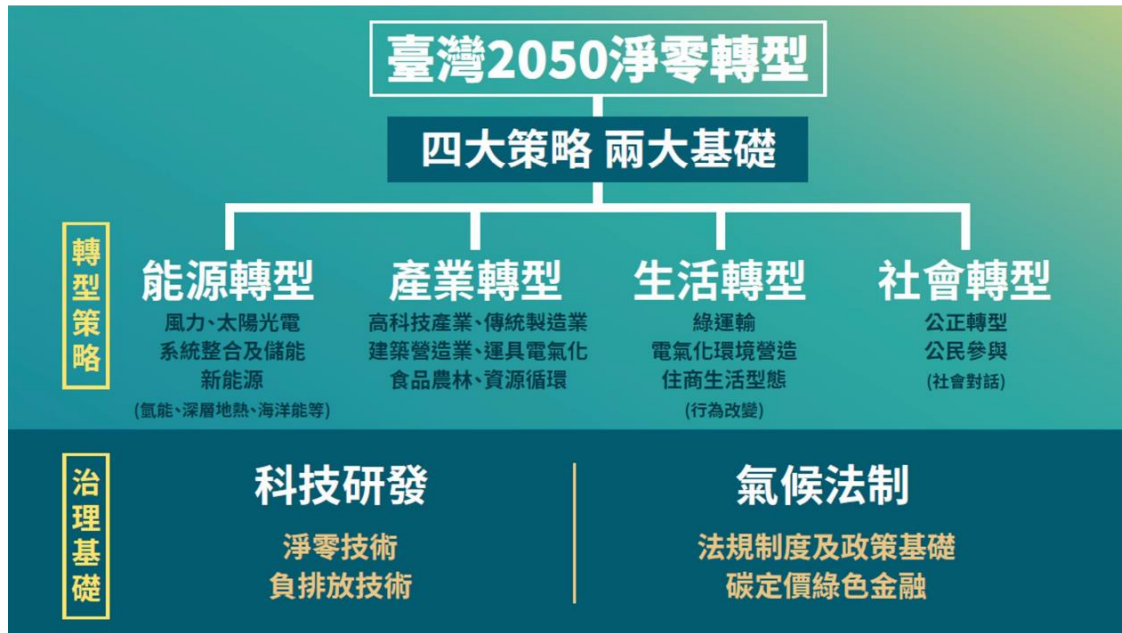 臺灣2050淨零轉型
四大策略 兩大基礎
轉型策略
能源轉型
風力、太陽光電
系統整合及儲能
新能源
(氫能、深層地熱、海洋能等)
產業轉型
高科技產業、傳統製造業
建築營造業、運具電氣化
食品農林、資源循環
生活轉型
綠運輸
電氣化環境營造
住商生活型態
(行為改變)
社會轉型
公正轉型
公民參與
(社會對話)
治理基礎
科技研發
淨零技術
負排放技術
氣候法制
法規制度及政策基礎
碳定價綠色金融